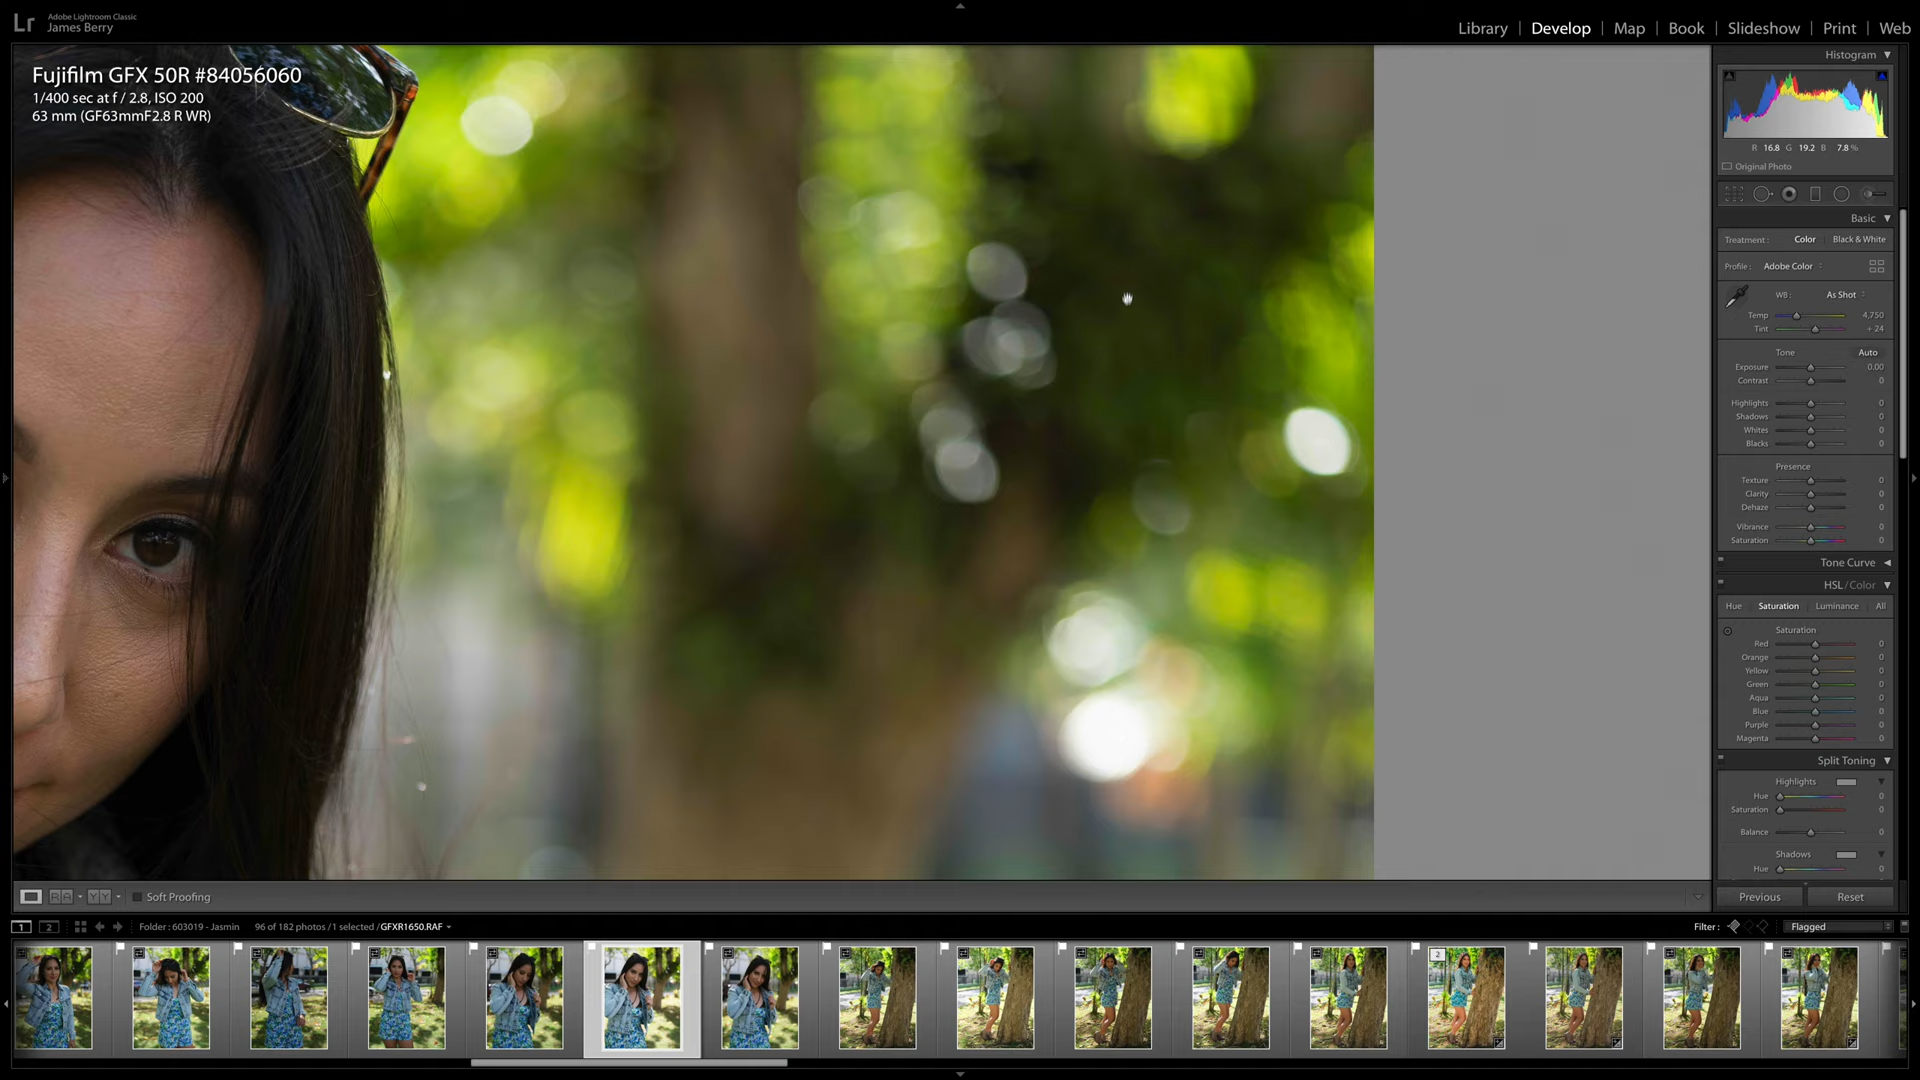 Lr
Adobe Lightroom Classic
James Berry
Library | Develop | Map | Book | Slideshow | Print | Web
Fujifilm GFX 50R #84056060
1/400 sec at f / 2.8, ISO 200
63 mm (GF63mmF2.8 R WR)
Histogram
R 16.8 G 19.2 B 7.8 %
Original Photo
Basic
Treatment : Color | Black & White
Profile : Adobe Color
WB : As Shot
Temp 4,750
Tint + 24
Tone Auto
Exposure 0.00
Contrast 0
Highlights 0
Shadows 0
Whites 0
Blacks 0
Presence
Texture 0
Clarity 0
Dehaze 0
Vibrance 0
Saturation 0
Tone Curve
HSL / Color
Hue Saturation Luminance All
Saturation
Red 0
Orange 0
Yellow 0
Green 0
Aqua 0
Blue 0
Purple 0
Magenta 0
Split Toning
Highlights
Hue 0
Saturation 0
Balance 0
Shadows
Hue 0
Previous Reset
R R Y Y Soft Proofing
1 2 Folder : 603019 - Jasmin 96 of 182 photos / 1 selected / GFXR1650.RAF
Filter : Flagged
2